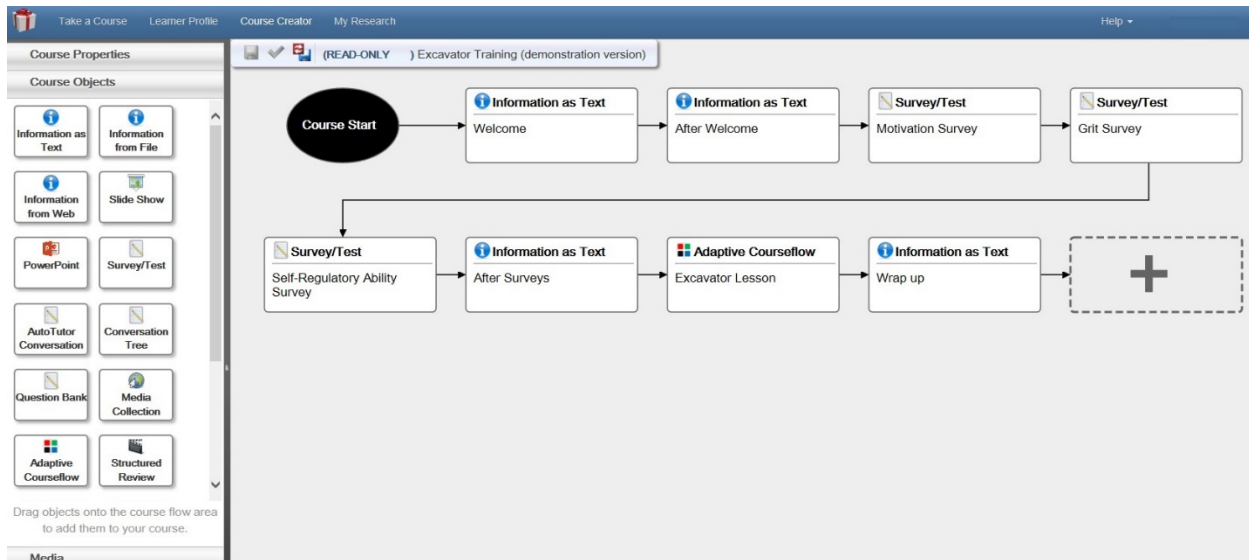 Take a Course Learner Profile Course Creator My Research Help
Course Properties
Course Objects
Information as
Text
Information
from File
Information
from Web
Slide Show
PowerPoint
Survey/Test
AutoTutor
Conversation
Conversation
Tree
Question Bank
Media
Collection
Adaptive
Courseflow
Structured
Review
Drag objects onto the course flow area
to add them to your course.
Media
(READ-ONLY ) Excavator Training (demonstration version)
Course Start
Information as Text
Welcome
Information as Text
After Welcome
Survey/Test
Motivation Survey
Survey/Test
Grit Survey
Survey/Test
Self-Regulatory Ability
Survey
Information as Text
After Surveys
Adaptive Courseflow
Excavator Lesson
Information as Text
Wrap up